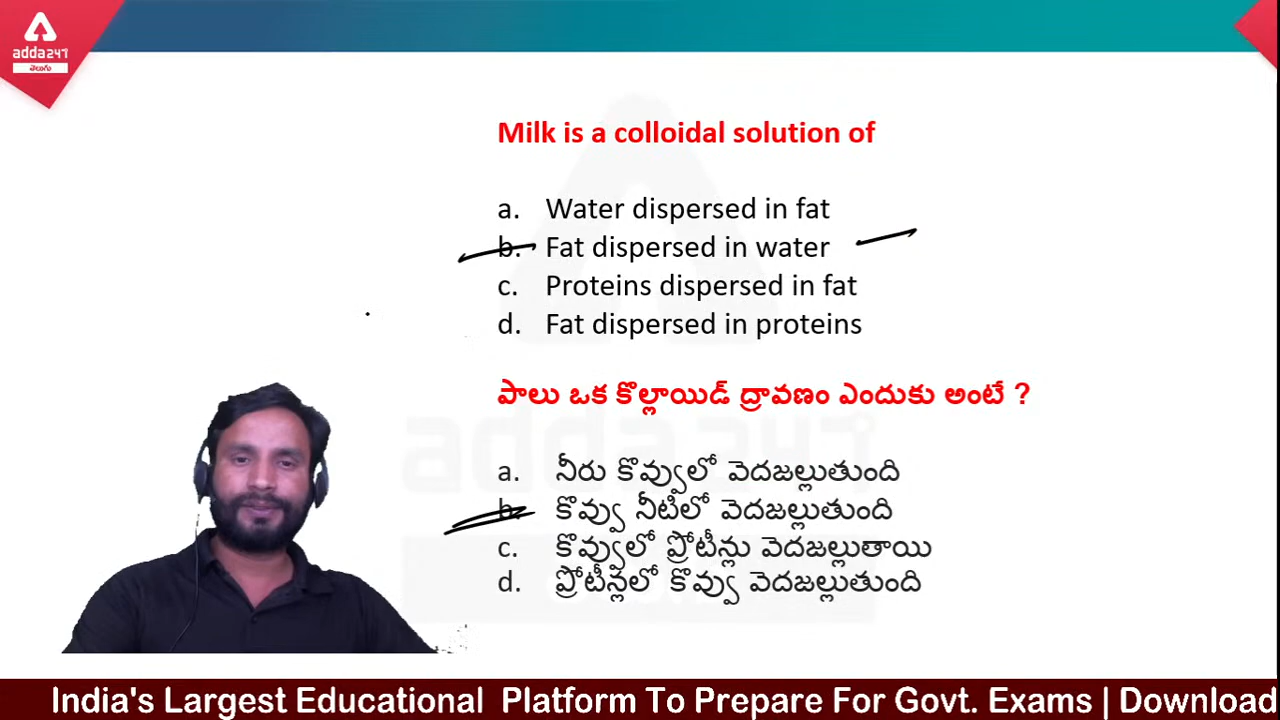 adda247
తెలుగు
Milk is a colloidal solution of
a. Water dispersed in fat
b. Fat dispersed in water
c. Proteins dispersed in fat
d. Fat dispersed in proteins
పాలు ఒక కొల్లాయిడ్ ద్రావణం ఎందుకు అంటే ?
a. నీరు కొవ్వులో వెదజల్లుతుంది
b. కొవ్వు నీటిలో వెదజల్లుతుంది
c. కొవ్వులో ప్రోటీన్లు వెదజల్లుతాయి
d. ప్రోటీన్లలో కొవ్వు వెదజల్లుతుంది
adda247
India's Largest Educational Platform To Prepare For Govt. Exams | Download